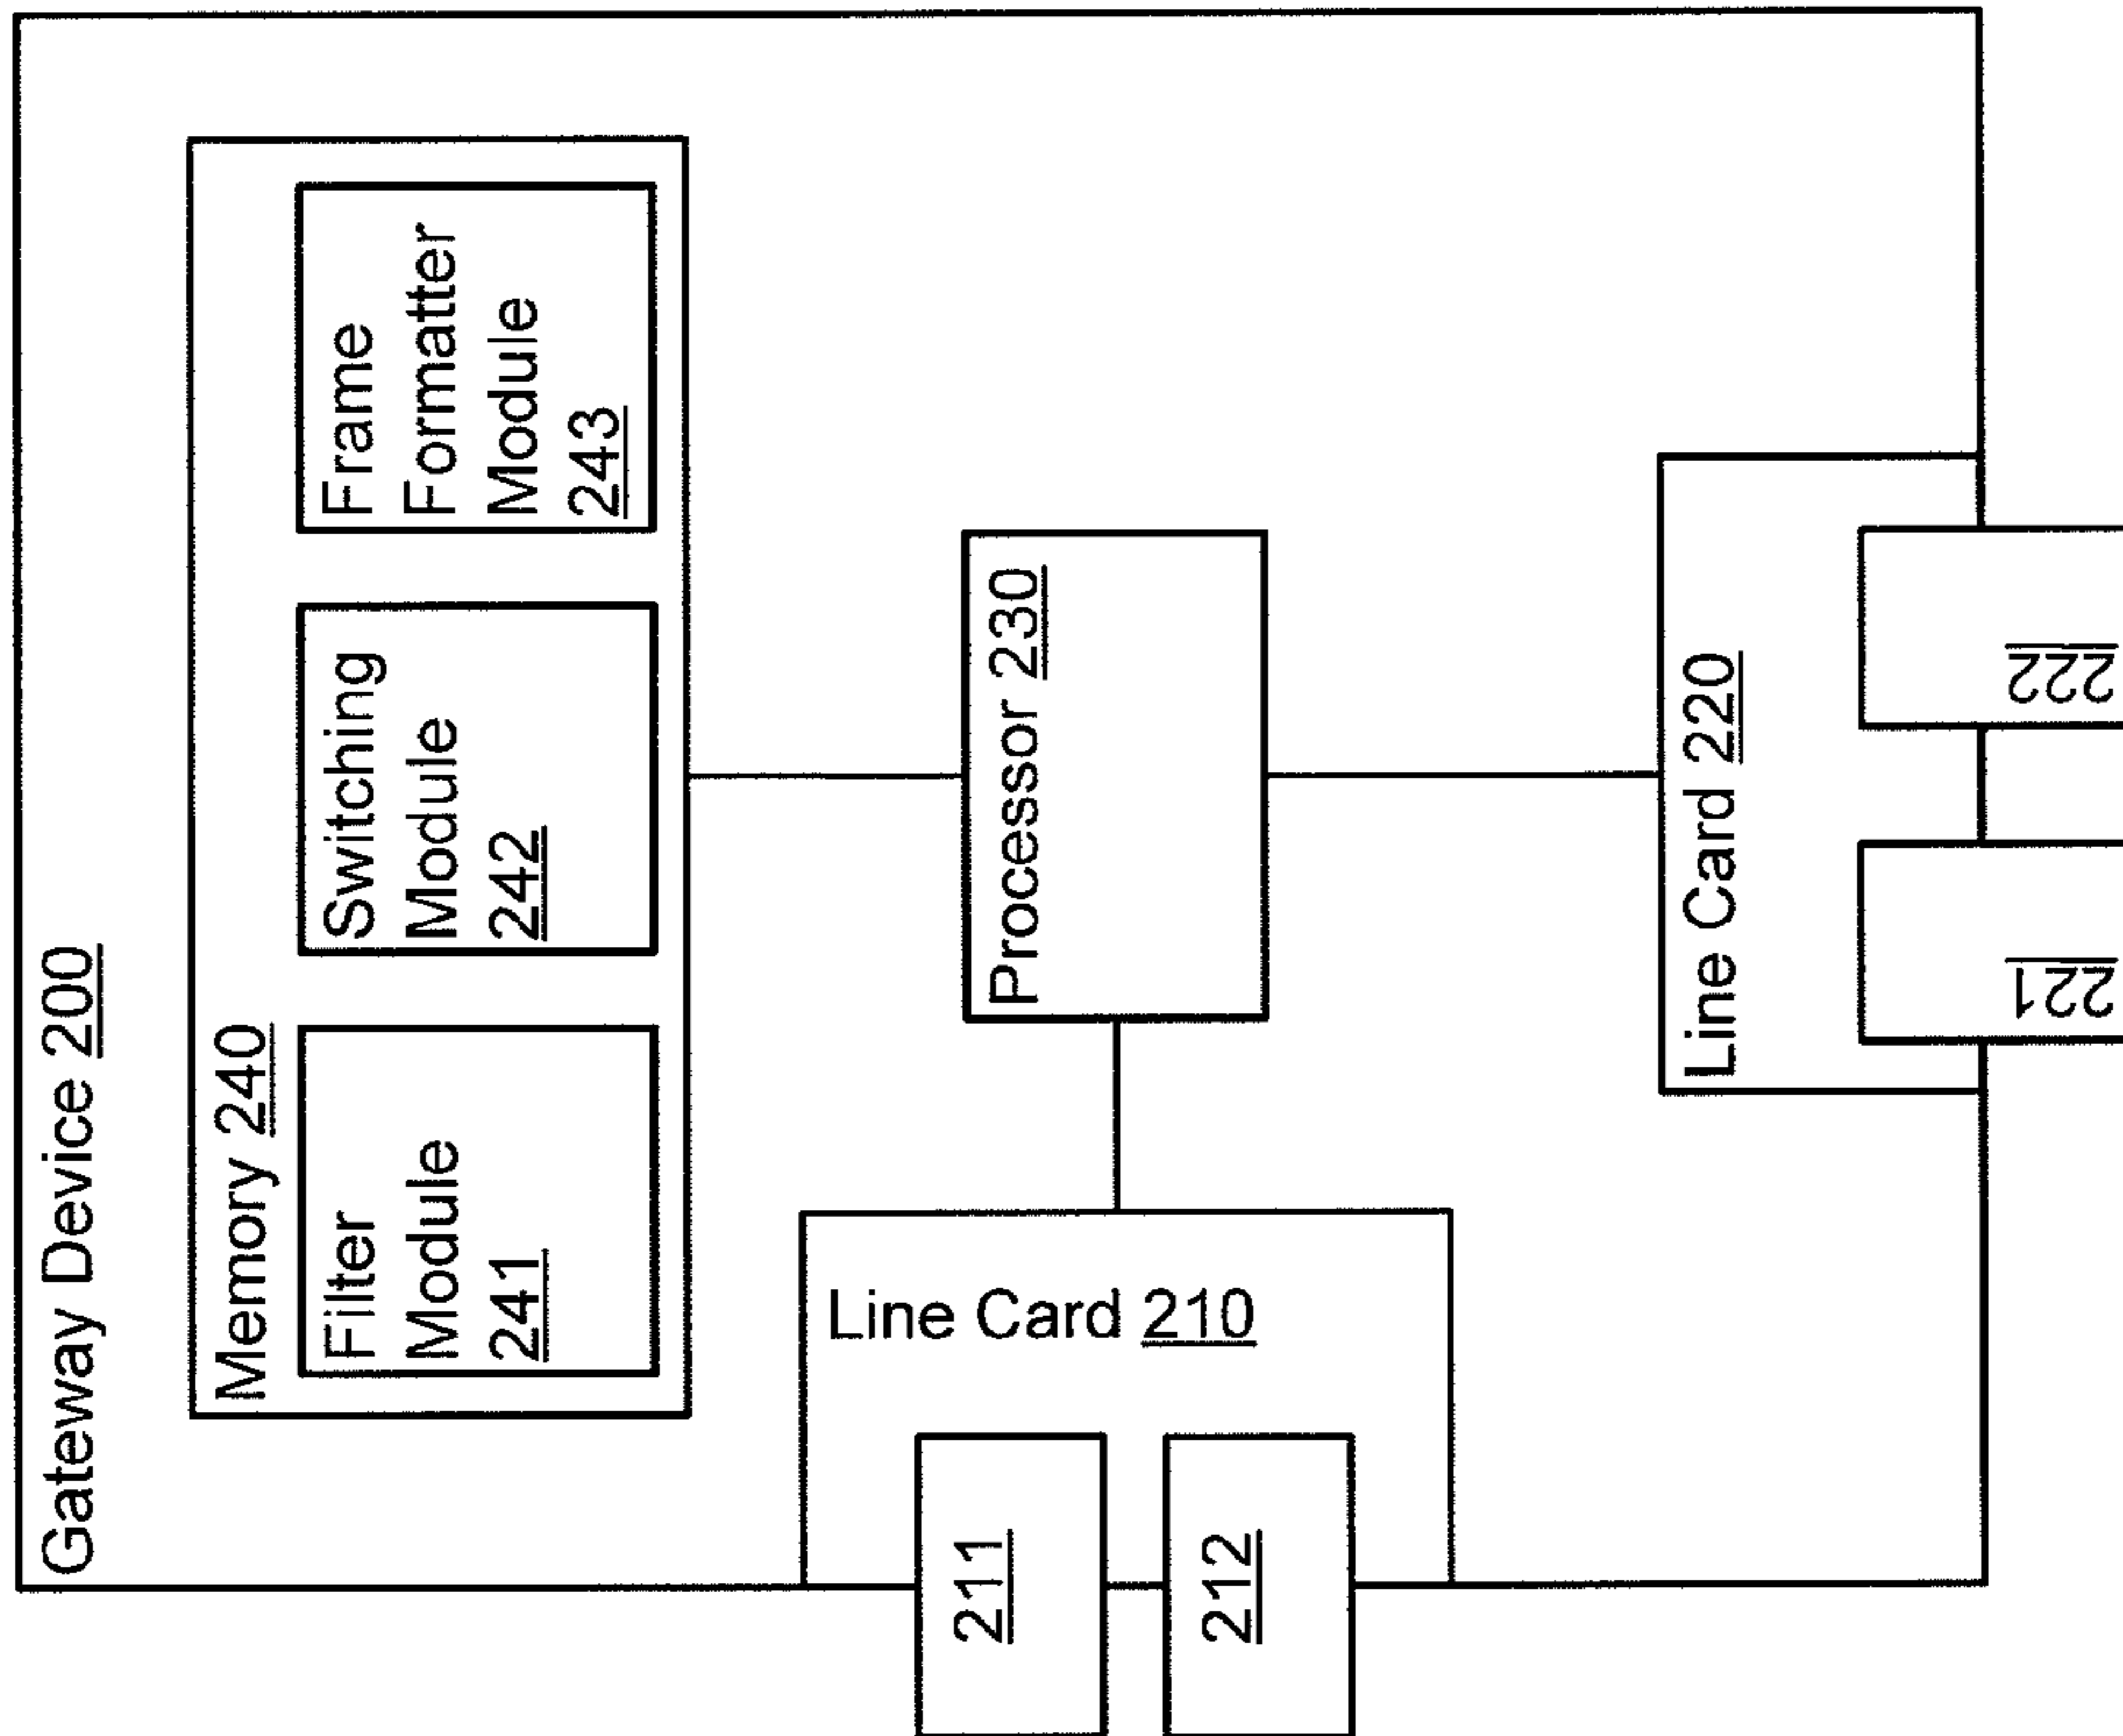 Gateway Device 200
Memory 240
Filter
Module
241
Switching
Module
242
Frame
Formatter
Module
243
Processor 230
Line Card 210
211
212
Line Card 220
221
222